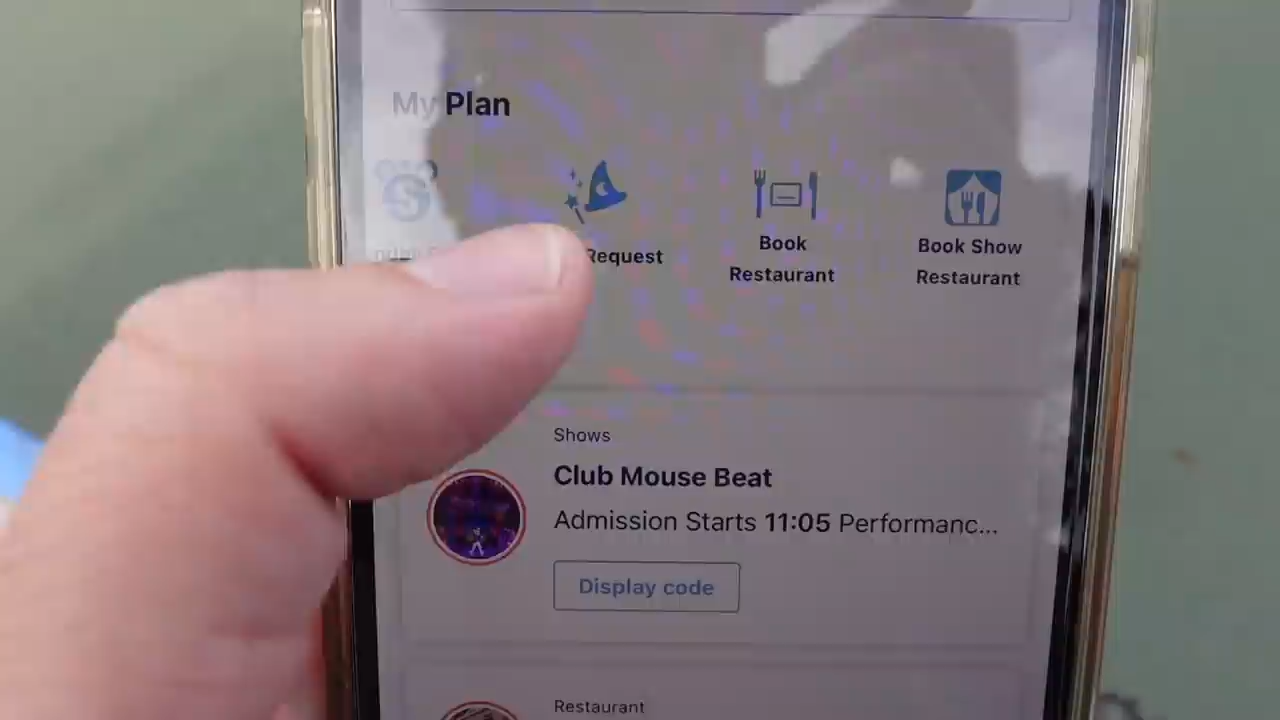 My Plan
Request
Book
Restaurant
Book Show
Restaurant
Shows
Club Mouse Beat
Admission Starts 11:05 Performanc...
Display code
Restaurant